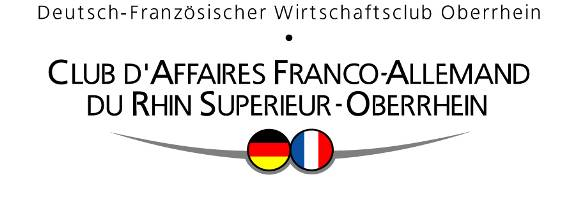 Deutsch-Französischer Wirtschaftsclub Oberrhein
•
CLUB D'AFFAIRES FRANCO-ALLEMAND
DU RHIN SUPERIEUR-OBERRHEIN